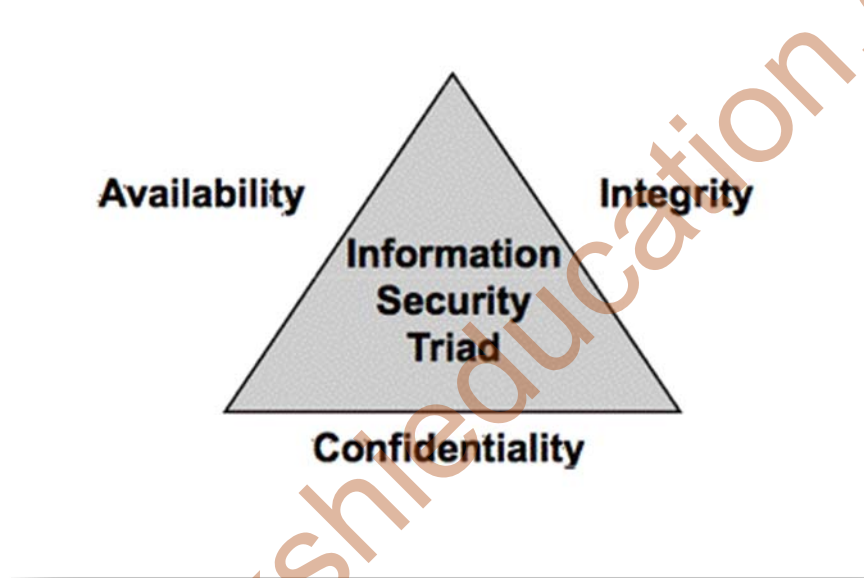 Availability
Integrity
Information
Security
Triad
Confidentiality